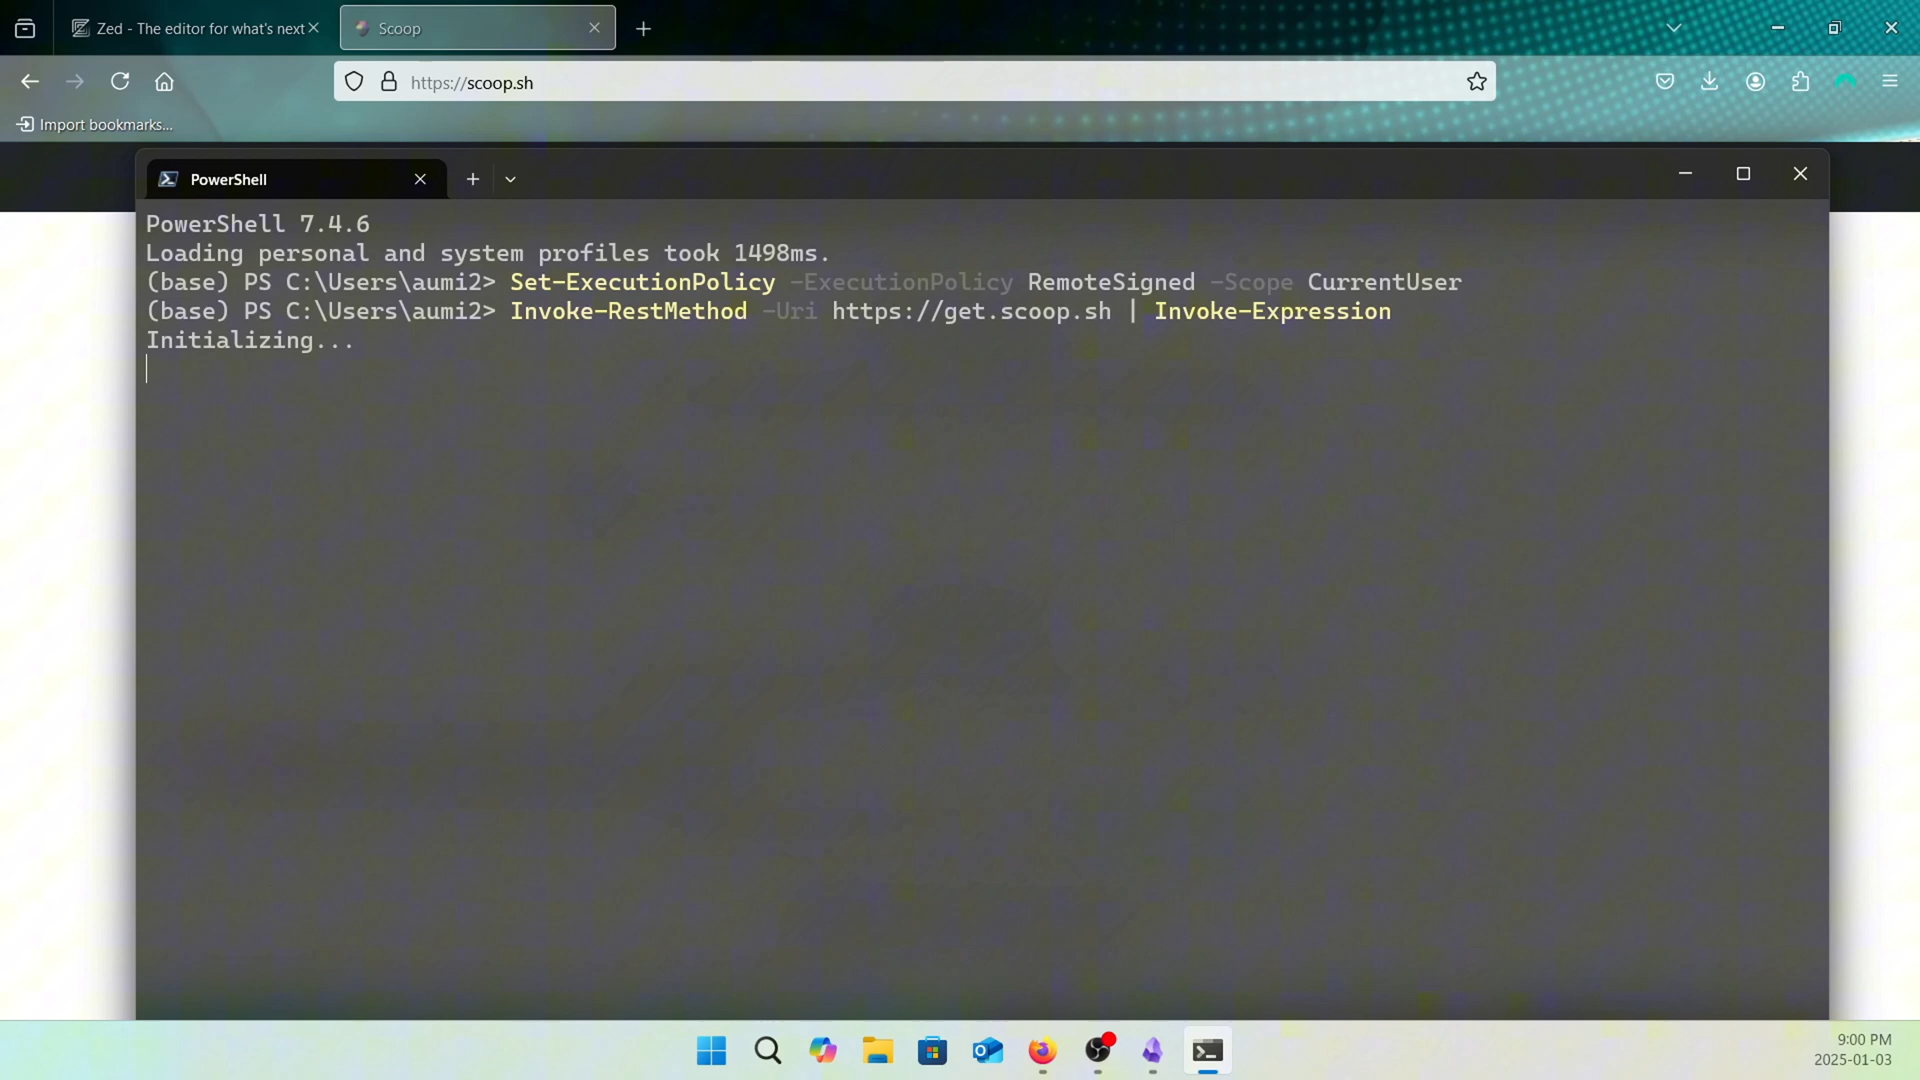 Zed - The editor for what's next
Scoop
https://scoop.sh
Import bookmarks...
PowerShell
PowerShell 7.4.6
Loading personal and system profiles took 1498ms.
(base) PS C:\Users\aumi2> Set-ExecutionPolicy -ExecutionPolicy RemoteSigned -Scope CurrentUser
(base) PS C:\Users\aumi2> Invoke-RestMethod -Uri https://get.scoop.sh | Invoke-Expression
Initializing...
9:00 PM
2025-01-03